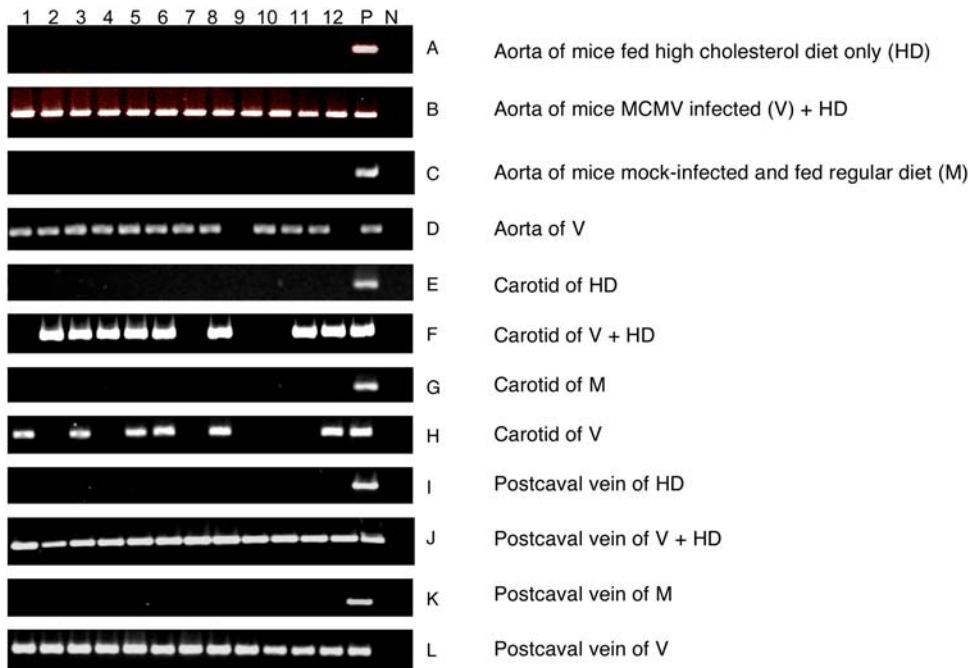 1 2 3 4 5 6 7 8 9 10 11 12 P N
A Aorta of mice fed high cholesterol diet only (HD)
B Aorta of mice MCMV infected (V) + HD
C Aorta of mice mock-infected and fed regular diet (M)
D Aorta of V
E Carotid of HD
F Carotid of V + HD
G Carotid of M
H Carotid of V
I Postcaval vein of HD
J Postcaval vein of V + HD
K Postcaval vein of M
L Postcaval vein of V